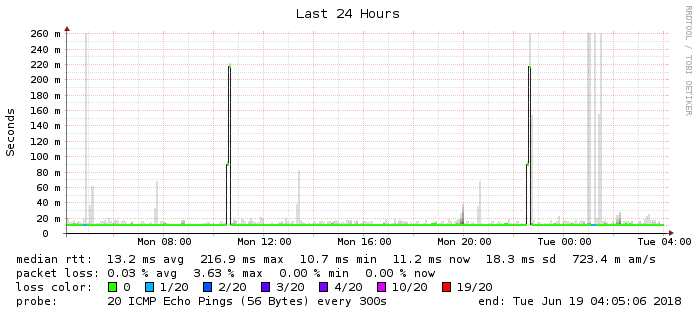 Last 24 Hours
RRDTOOL / TOBI OETIKER
Seconds
260 m
240 m
220 m
200 m
180 m
160 m
140 m
120 m
100 m
80 m
60 m
40 m
20 m
0
Mon 08:00 Mon 12:00 Mon 16:00 Mon 20:00 Tue 00:00 Tue 04:00
median rtt: 13.2 ms avg 216.9 ms max 10.7 ms min 11.2 ms now 18.3 ms sd 723.4 m am/s
packet loss: 0.03 % avg 3.63 % max 0.00 % min 0.00 % now
loss color: 0 1/20 2/20 3/20 4/20 10/20 19/20
probe: 20 ICMP Echo Pings (56 Bytes) every 300s end: Tue Jun 19 04:05:06 2018